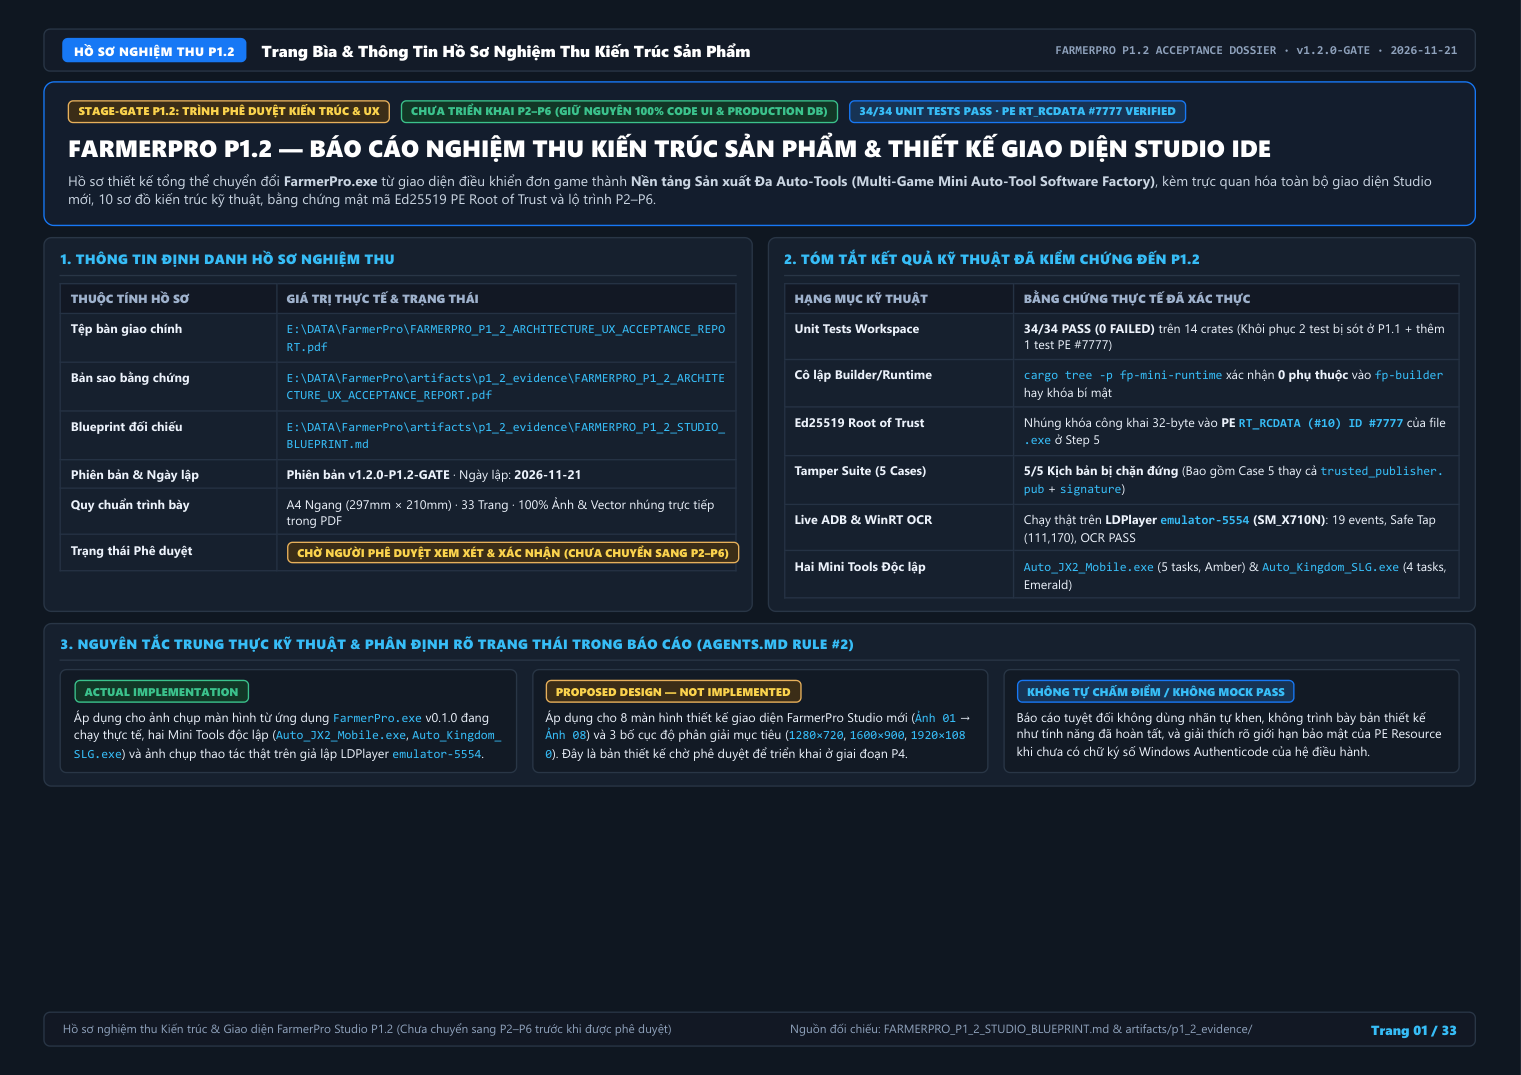 HỒ SƠ NGHIỆM THU P1.2
Trang Bìa & Thông Tin Hồ Sơ Nghiệm Thu Kiến Trúc Sản Phẩm
FARMERPRO P1.2 ACCEPTANCE DOSSIER · v1.2.0-GATE · 2026-11-21
STAGE-GATE P1.2: TRÌNH PHÊ DUYỆT KIẾN TRÚC & UX
CHƯA TRIỂN KHAI P2–P6 (GIỮ NGUYÊN 100% CODE UI & PRODUCTION DB)
34/34 UNIT TESTS PASS · PE RT_RCDATA #7777 VERIFIED
FARMERPRO P1.2 — BÁO CÁO NGHIỆM THU KIẾN TRÚC SẢN PHẨM & THIẾT KẾ GIAO DIỆN STUDIO IDE
Hồ sơ thiết kế tổng thể chuyển đổi FarmerPro.exe từ giao diện điều khiển đơn game thành Nền tảng Sản xuất Đa Auto-Tools (Multi-Game Mini Auto-Tool Software Factory), kèm trực quan hóa toàn bộ giao diện Studio
mới, 10 sơ đồ kiến trúc kỹ thuật, bằng chứng mật mã Ed25519 PE Root of Trust và lộ trình P2–P6.
1. THÔNG TIN ĐỊNH DANH HỒ SƠ NGHIỆM THU
THUỘC TÍNH HỒ SƠ
GIÁ TRỊ THỰC TẾ & TRẠNG THÁI
Tệp bàn giao chính
E:\DATA\FarmerPro\FARMERPRO_P1_2_ARCHITECTURE_UX_ACCEPTANCE_REPO
RT.pdf
Bản sao bằng chứng
E:\DATA\FarmerPro\artifacts\p1_2_evidence\FARMERPRO_P1_2_ARCHITE
CTURE_UX_ACCEPTANCE_REPORT.pdf
Blueprint đối chiếu
E:\DATA\FarmerPro\artifacts\p1_2_evidence\FARMERPRO_P1_2_STUDIO_
BLUEPRINT.md
Phiên bản & Ngày lập
Phiên bản v1.2.0-P1.2-GATE · Ngày lập: 2026-11-21
Quy chuẩn trình bày
A4 Ngang (297mm × 210mm) · 33 Trang · 100% Ảnh & Vector nhúng trực tiếp
trong PDF
Trạng thái Phê duyệt
CHỜ NGƯỜI PHÊ DUYỆT XEM XÉT & XÁC NHẬN (CHƯA CHUYỂN SANG P2–P6)
2. TÓM TẮT KẾT QUẢ KỸ THUẬT ĐÃ KIỂM CHỨNG ĐẾN P1.2
HẠNG MỤC KỸ THUẬT
BẰNG CHỨNG THỰC TẾ ĐÃ XÁC THỰC
Unit Tests Workspace
34/34 PASS (0 FAILED) trên 14 crates (Khôi phục 2 test bị sót ở P1.1 + thêm
1 test PE #7777)
Cô lập Builder/Runtime
cargo tree -p fp-mini-runtime xác nhận 0 phụ thuộc vào fp-builder
hay khóa bí mật
Ed25519 Root of Trust
Nhúng khóa công khai 32-byte vào PE RT_RCDATA (#10) ID #7777 của file
.exe ở Step 5
Tamper Suite (5 Cases)
5/5 Kịch bản bị chặn đứng (Bao gồm Case 5 thay cả trusted_publisher.
pub + signature)
Live ADB & WinRT OCR
Chạy thật trên LDPlayer emulator-5554 (SM_X710N): 19 events, Safe Tap
(111,170), OCR PASS
Hai Mini Tools Độc lập
Auto_JX2_Mobile.exe (5 tasks, Amber) & Auto_Kingdom_SLG.exe (4 tasks,
Emerald)
3. NGUYÊN TẮC TRUNG THỰC KỸ THUẬT & PHÂN ĐỊNH RÕ TRẠNG THÁI TRONG BÁO CÁO (AGENTS.MD RULE #2)
ACTUAL IMPLEMENTATION
Áp dụng cho ảnh chụp màn hình từ ứng dụng FarmerPro.exe v0.1.0 đang
chạy thực tế, hai Mini Tools độc lập (Auto_JX2_Mobile.exe, Auto_Kingdom_
SLG.exe) và ảnh chụp thao tác thật trên giả lập LDPlayer emulator-5554.
PROPOSED DESIGN — NOT IMPLEMENTED
Áp dụng cho 8 màn hình thiết kế giao diện FarmerPro Studio mới (Ảnh 01 →
Ảnh 08) và 3 bố cục độ phân giải mục tiêu (1280×720, 1600×900, 1920×108
0). Đây là bản thiết kế chờ phê duyệt để triển khai ở giai đoạn P4.
KHÔNG TỰ CHẤM ĐIỂM / KHÔNG MOCK PASS
Báo cáo tuyệt đối không dùng nhãn tự khen, không trình bày bản thiết kế
như tính năng đã hoàn tất, và giải thích rõ giới hạn bảo mật của PE Resource
khi chưa có chữ ký số Windows Authenticode của hệ điều hành.
Hồ sơ nghiệm thu Kiến trúc & Giao diện FarmerPro Studio P1.2 (Chưa chuyển sang P2–P6 trước khi được phê duyệt)
Nguồn đối chiếu: FARMERPRO_P1_2_STUDIO_BLUEPRINT.md & artifacts/p1_2_evidence/
Trang 01 / 33